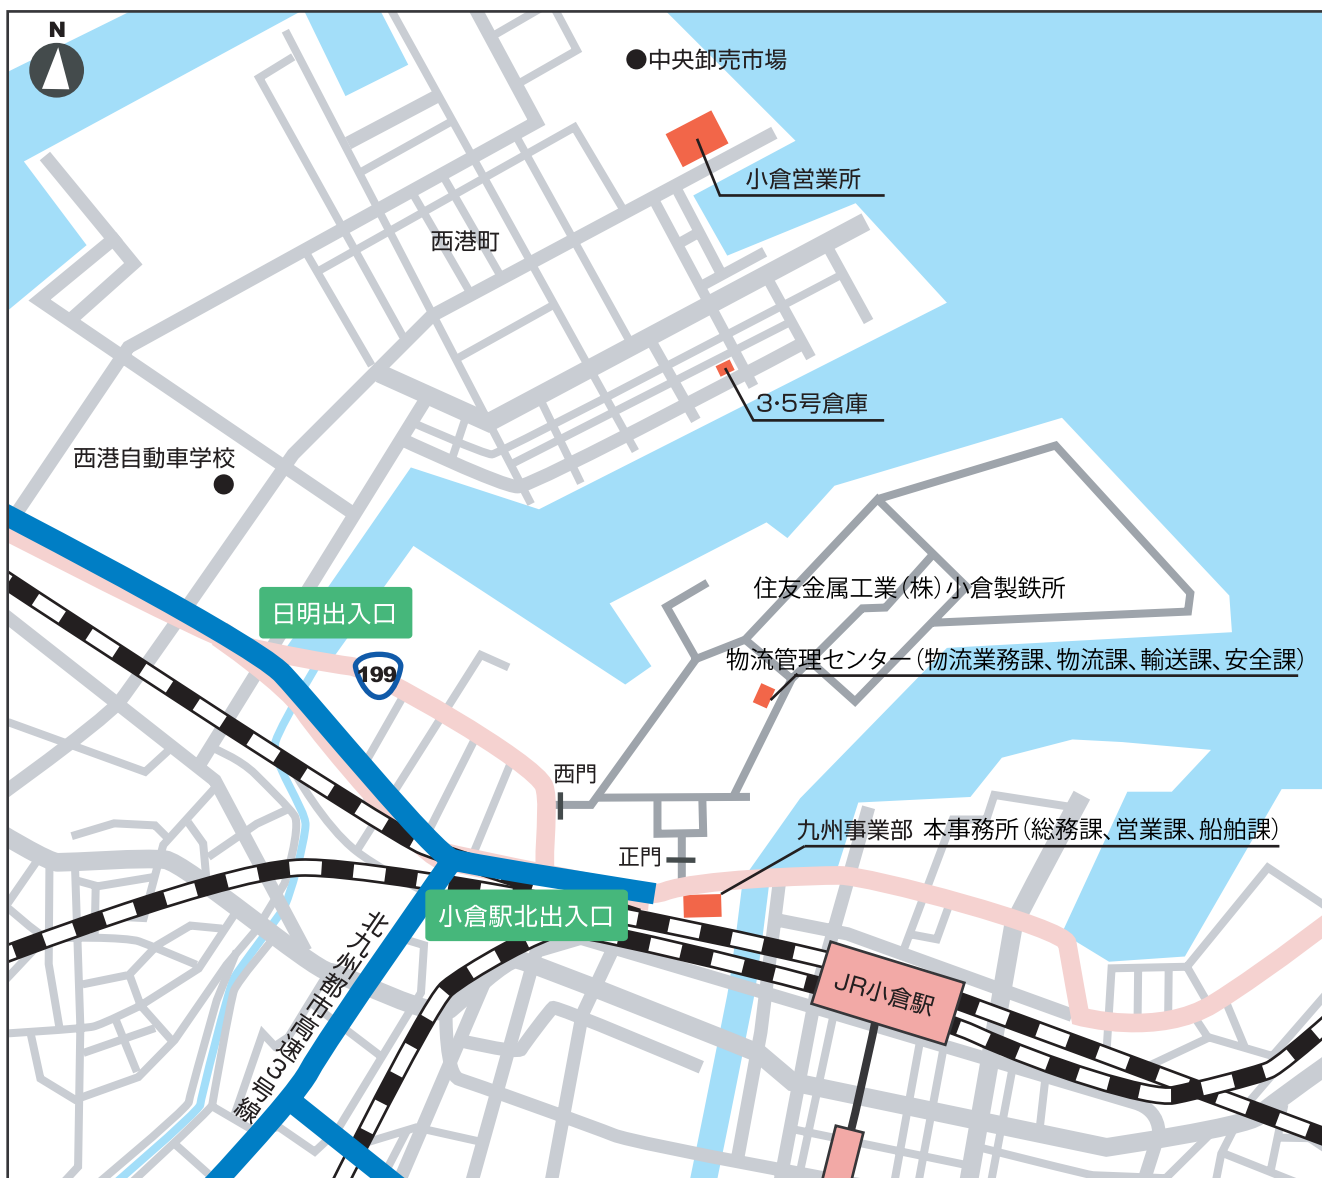 N
中央卸売市場
小倉営業所
西港町
3・5号倉庫
西港自動車学校
住友金属工業(株)小倉製鉄所
日明出入口
物流管理センター(物流業務課、物流課、輸送課、安全課)
199
西門
九州事業部 本事務所(総務課、営業課、船舶課)
正門
小倉駅北出入口
北九州都市高速3号線
JR小倉駅